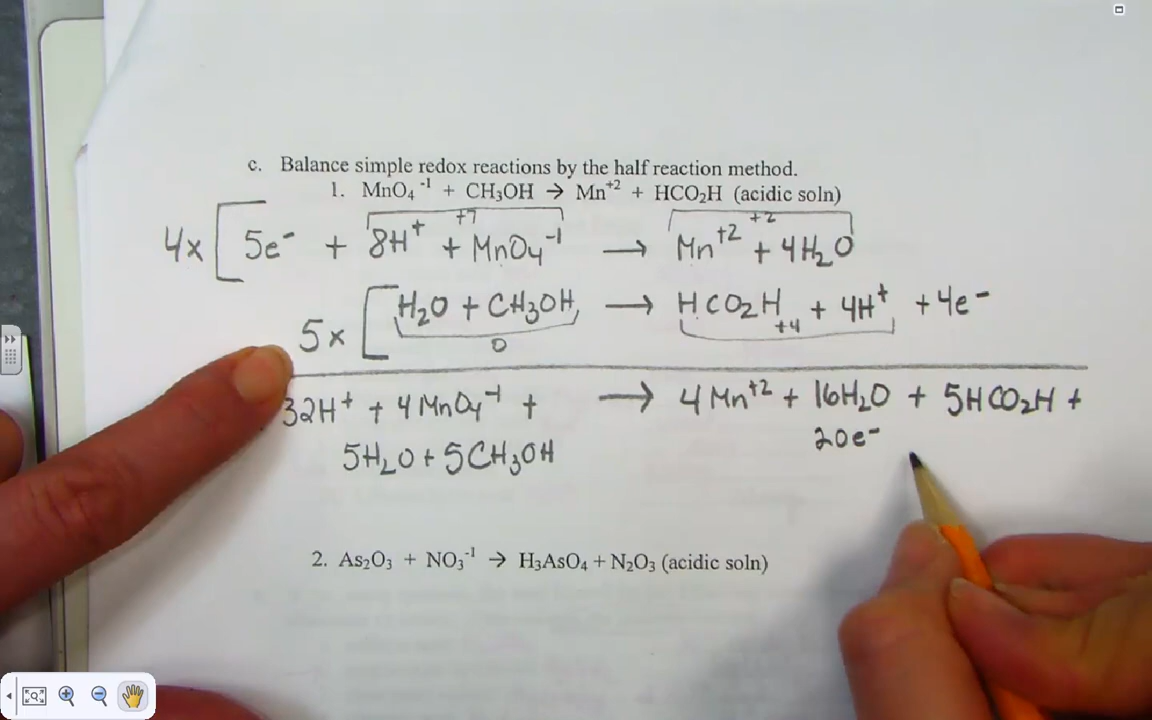 c. Balance simple redox reactions by the half reaction method.
1. MnO₄⁻¹ + CH₃OH → Mn⁺² + HCO₂H (acidic soln)
+7 +2
4x [ 5e⁻ + 8H⁺ + MnO₄⁻¹ → Mn⁺² + 4H₂O
5x [ H₂O + CH₃OH → HCO₂H + 4H⁺ + 4e⁻
0 +4
32H⁺ + 4MnO₄⁻¹ + → 4Mn⁺² + 16H₂O + 5HCO₂H +
5H₂O + 5CH₃OH 20e⁻
2. As₂O₃ + NO₃⁻¹ → H₃AsO₄ + N₂O₃ (acidic soln)